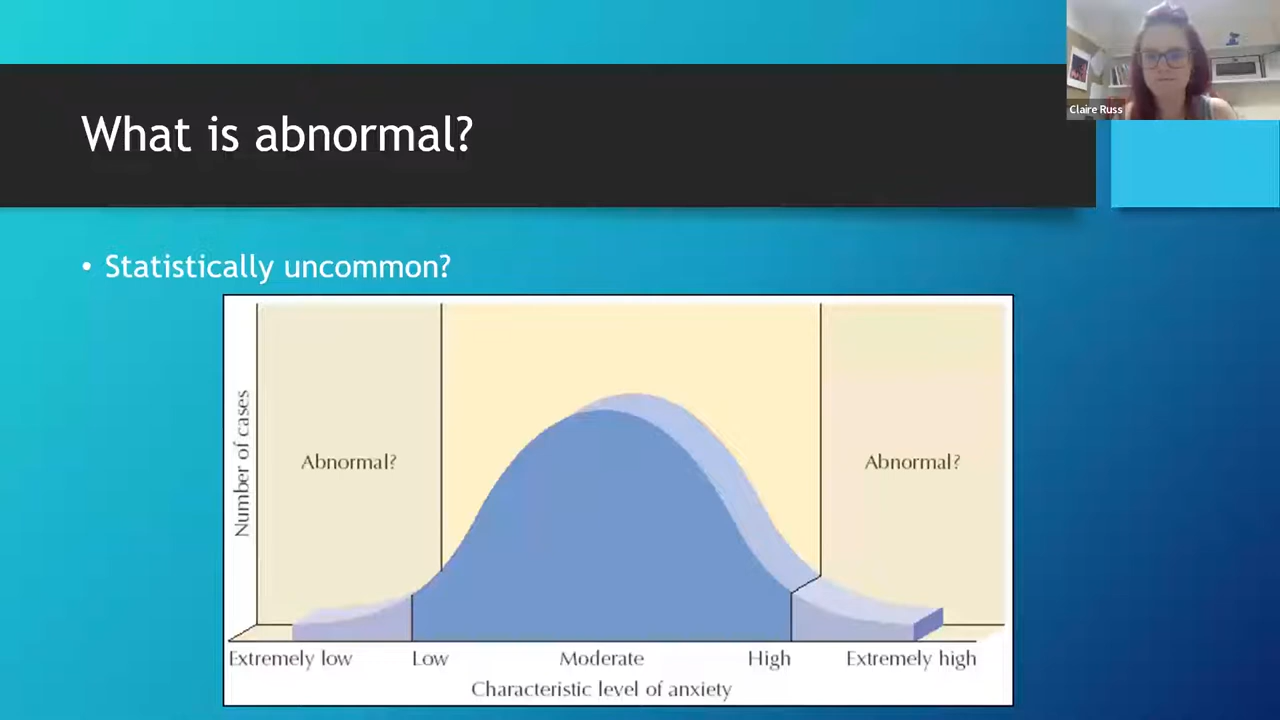 What is abnormal?
Claire Russ
• Statistically uncommon?
Number of cases
Abnormal?
Abnormal?
Extremely low
Low
Moderate
High
Extremely high
Characteristic level of anxiety